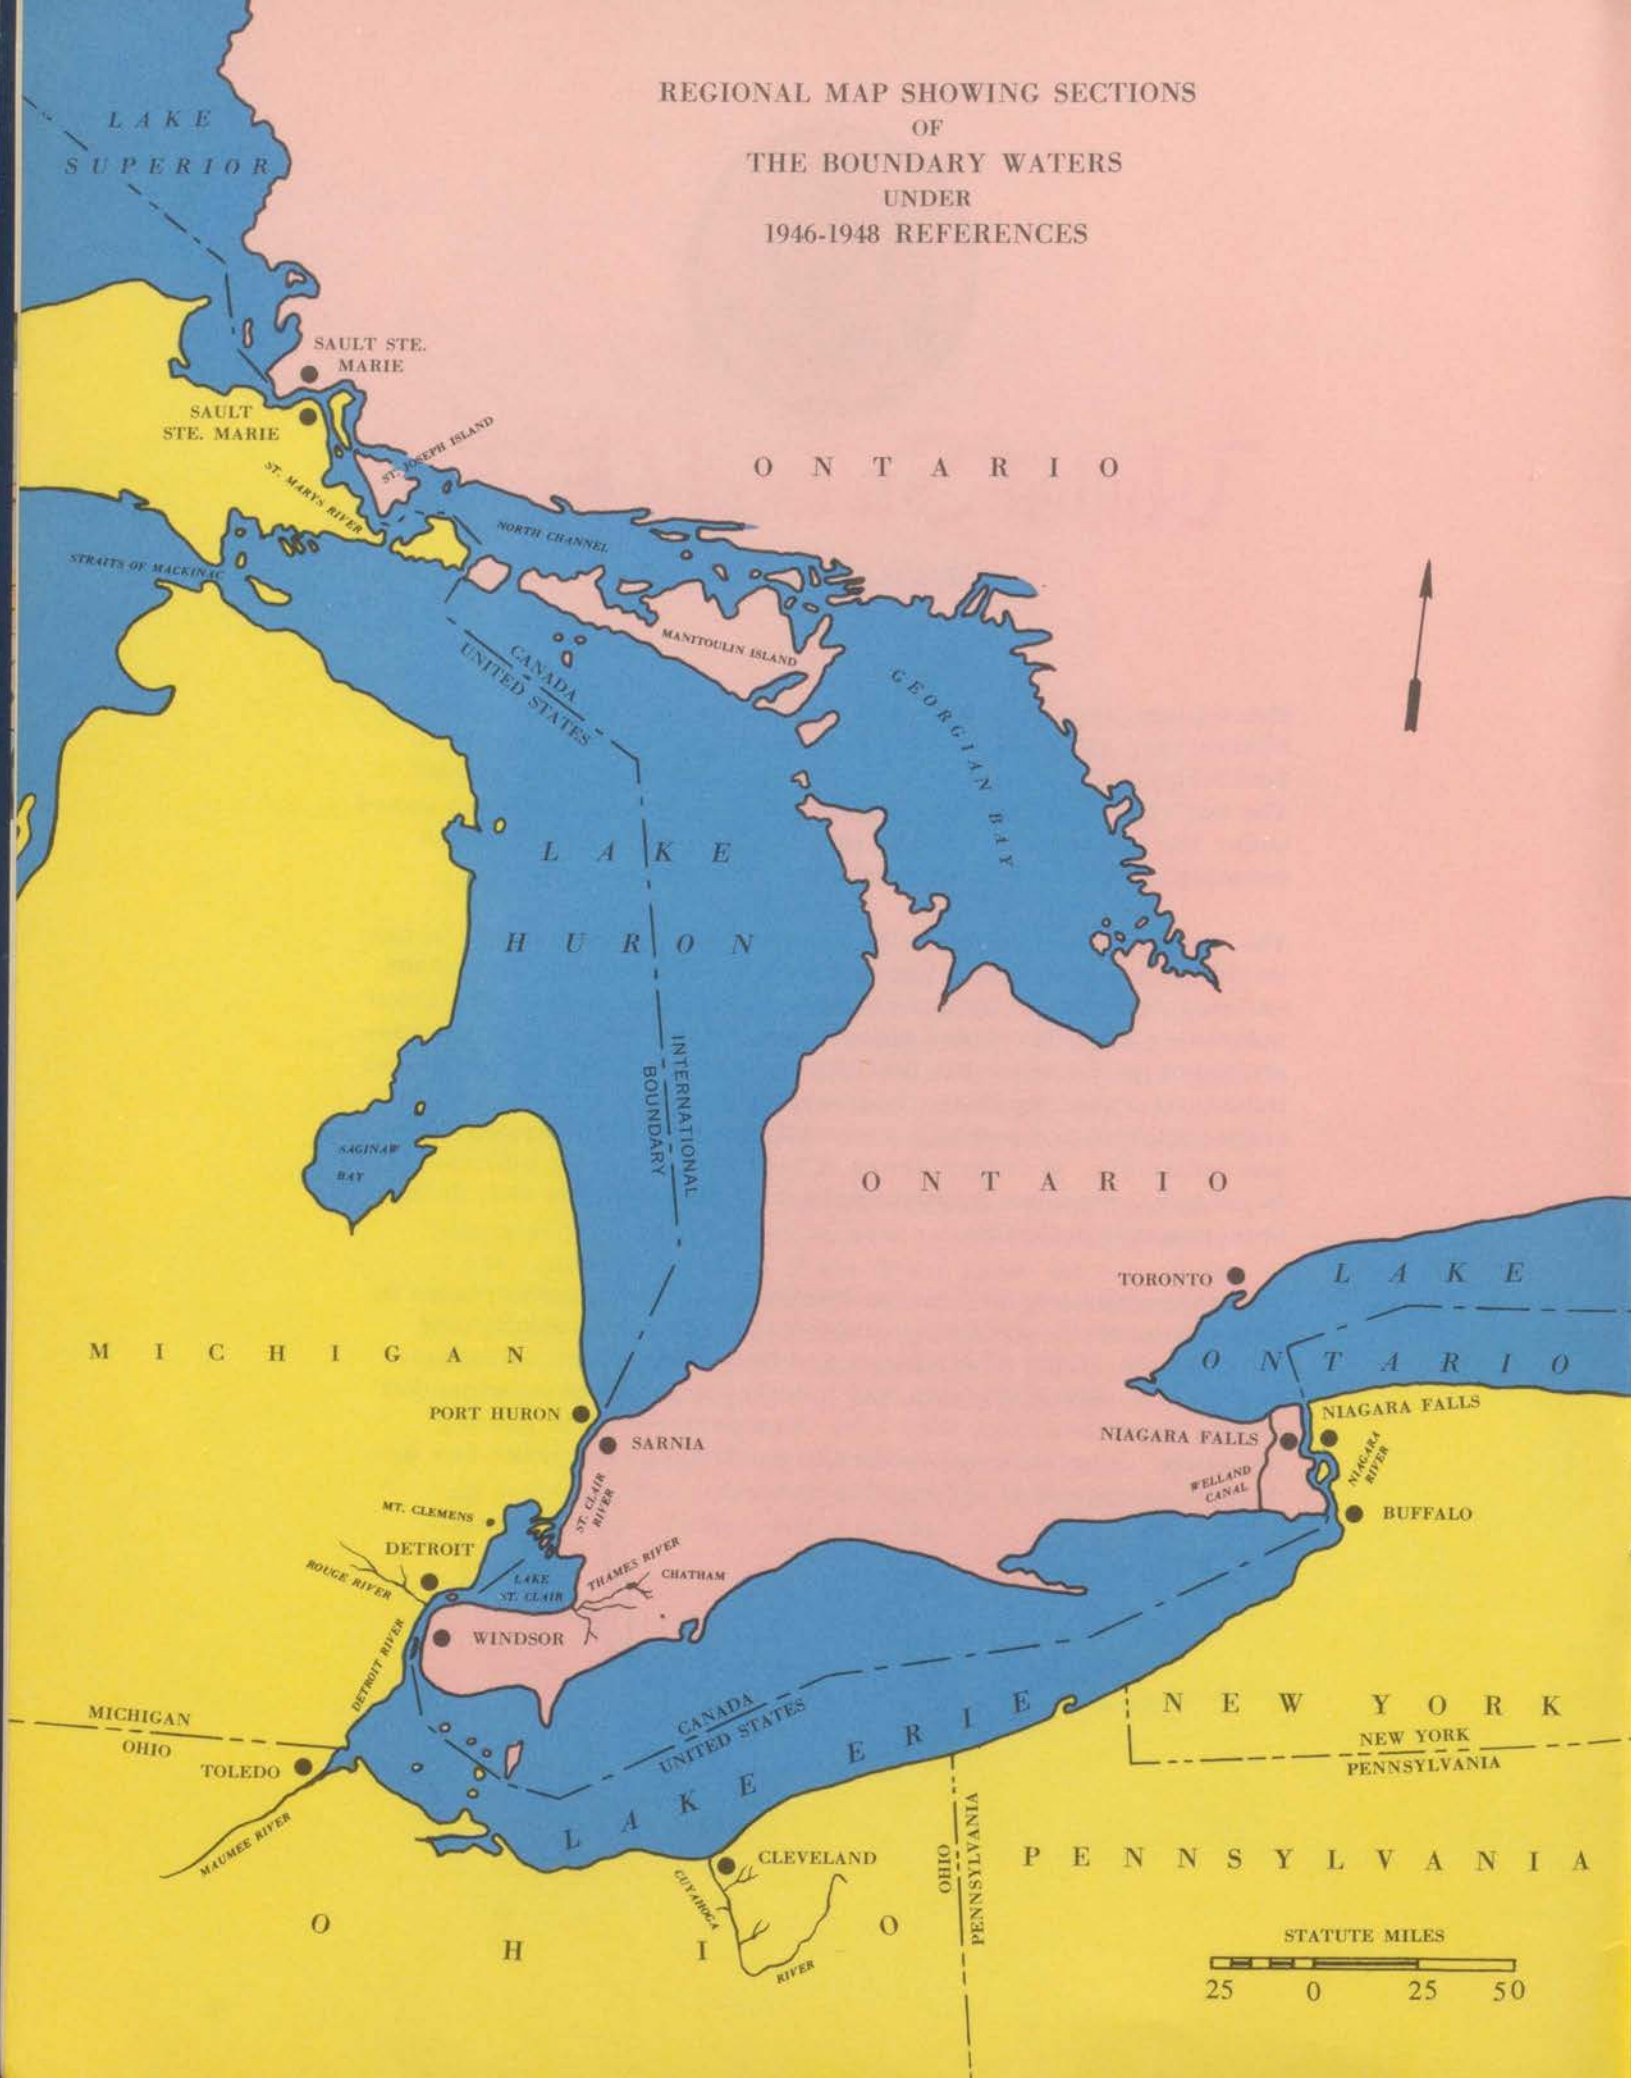 REGIONAL MAP SHOWING SECTIONS
OF
THE BOUNDARY WATERS
UNDER
1946-1948 REFERENCES
LAKE
SUPERIOR
SAULT STE.
MARIE
SAULT
STE. MARIE
ST. JOSEPH ISLAND
ST. MARYS RIVER
ONTARIO
NORTH CHANNEL
STRAITS OF MACKINAC
MANITOULIN ISLAND
CANADA
UNITED STATES
GEORGIAN BAY
LAKE
HURON
INTERNATIONAL
BOUNDARY
SAGINAW
BAY
ONTARIO
TORONTO
LAKE
ONTARIO
MICHIGAN
PORT HURON
SARNIA
NIAGARA FALLS
NIAGARA FALLS
NIAGARA
RIVER
WELLAND
CANAL
BUFFALO
ST. CLAIR
RIVER
MT. CLEMENS
DETROIT
ROUGE RIVER
LAKE
ST. CLAIR
THAMES RIVER
CHATHAM
WINDSOR
DETROIT RIVER
MICHIGAN
OHIO
TOLEDO
MAUMEE RIVER
CANADA
UNITED STATES
LAKE ERIE
NEW YORK
NEW YORK
PENNSYLVANIA
OHIO
PENNSYLVANIA
PENNSYLVANIA
CLEVELAND
CUYAHOGA
RIVER
OHIO
STATUTE MILES
25 0 25 50